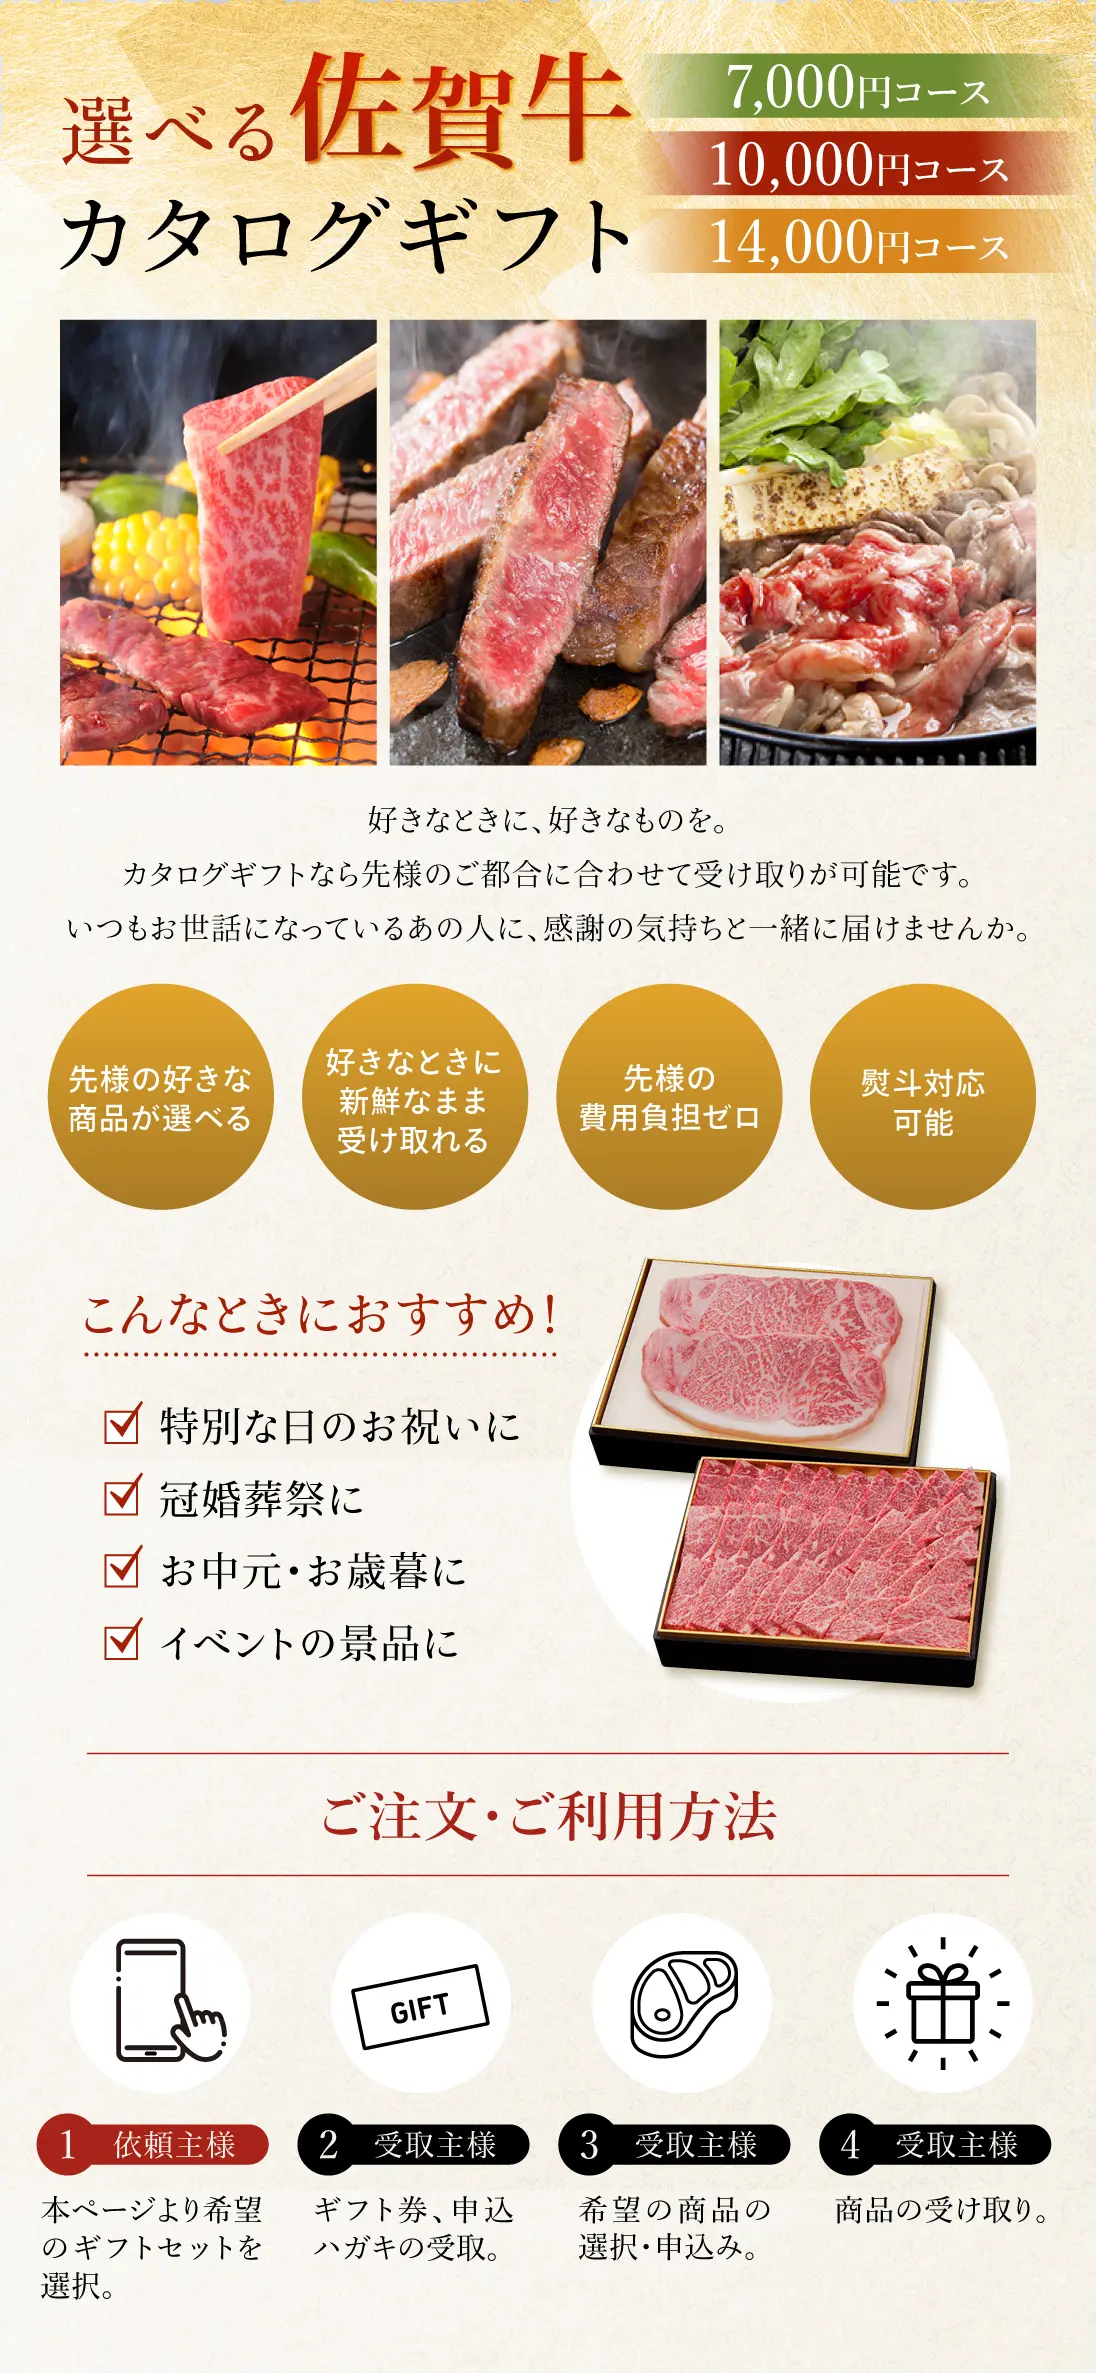 選べる佐賀牛
カタログギフト
7,000円コース
10,000円コース
14,000円コース
好きなときに、好きなものを。
カタログギフトなら先様のご都合に合わせて受け取りが可能です。
いつもお世話になっているあの人に、感謝の気持ちと一緒に届けませんか。
先様の好きな
商品が選べる
好きなときに
新鮮なまま
受け取れる
先様の
費用負担ゼロ
熨斗対応
可能
こんなときにおすすめ！
特別な日のお祝いに
冠婚葬祭に
お中元・お歳暮に
イベントの景品に
ご注文・ご利用方法
GIFT
1 依頼主様
本ページより希望
のギフトセットを
選択。
2 受取主様
ギフト券、申込
ハガキの受取。
3 受取主様
希望の商品の
選択・申込み。
4 受取主様
商品の受け取り。